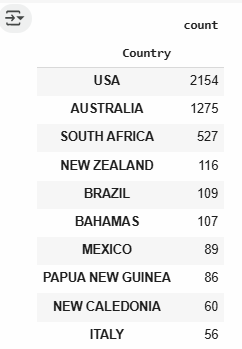 count
Country
USA 2154
AUSTRALIA 1275
SOUTH AFRICA 527
NEW ZEALAND 116
BRAZIL 109
BAHAMAS 107
MEXICO 89
PAPUA NEW GUINEA 86
NEW CALEDONIA 60
ITALY 56